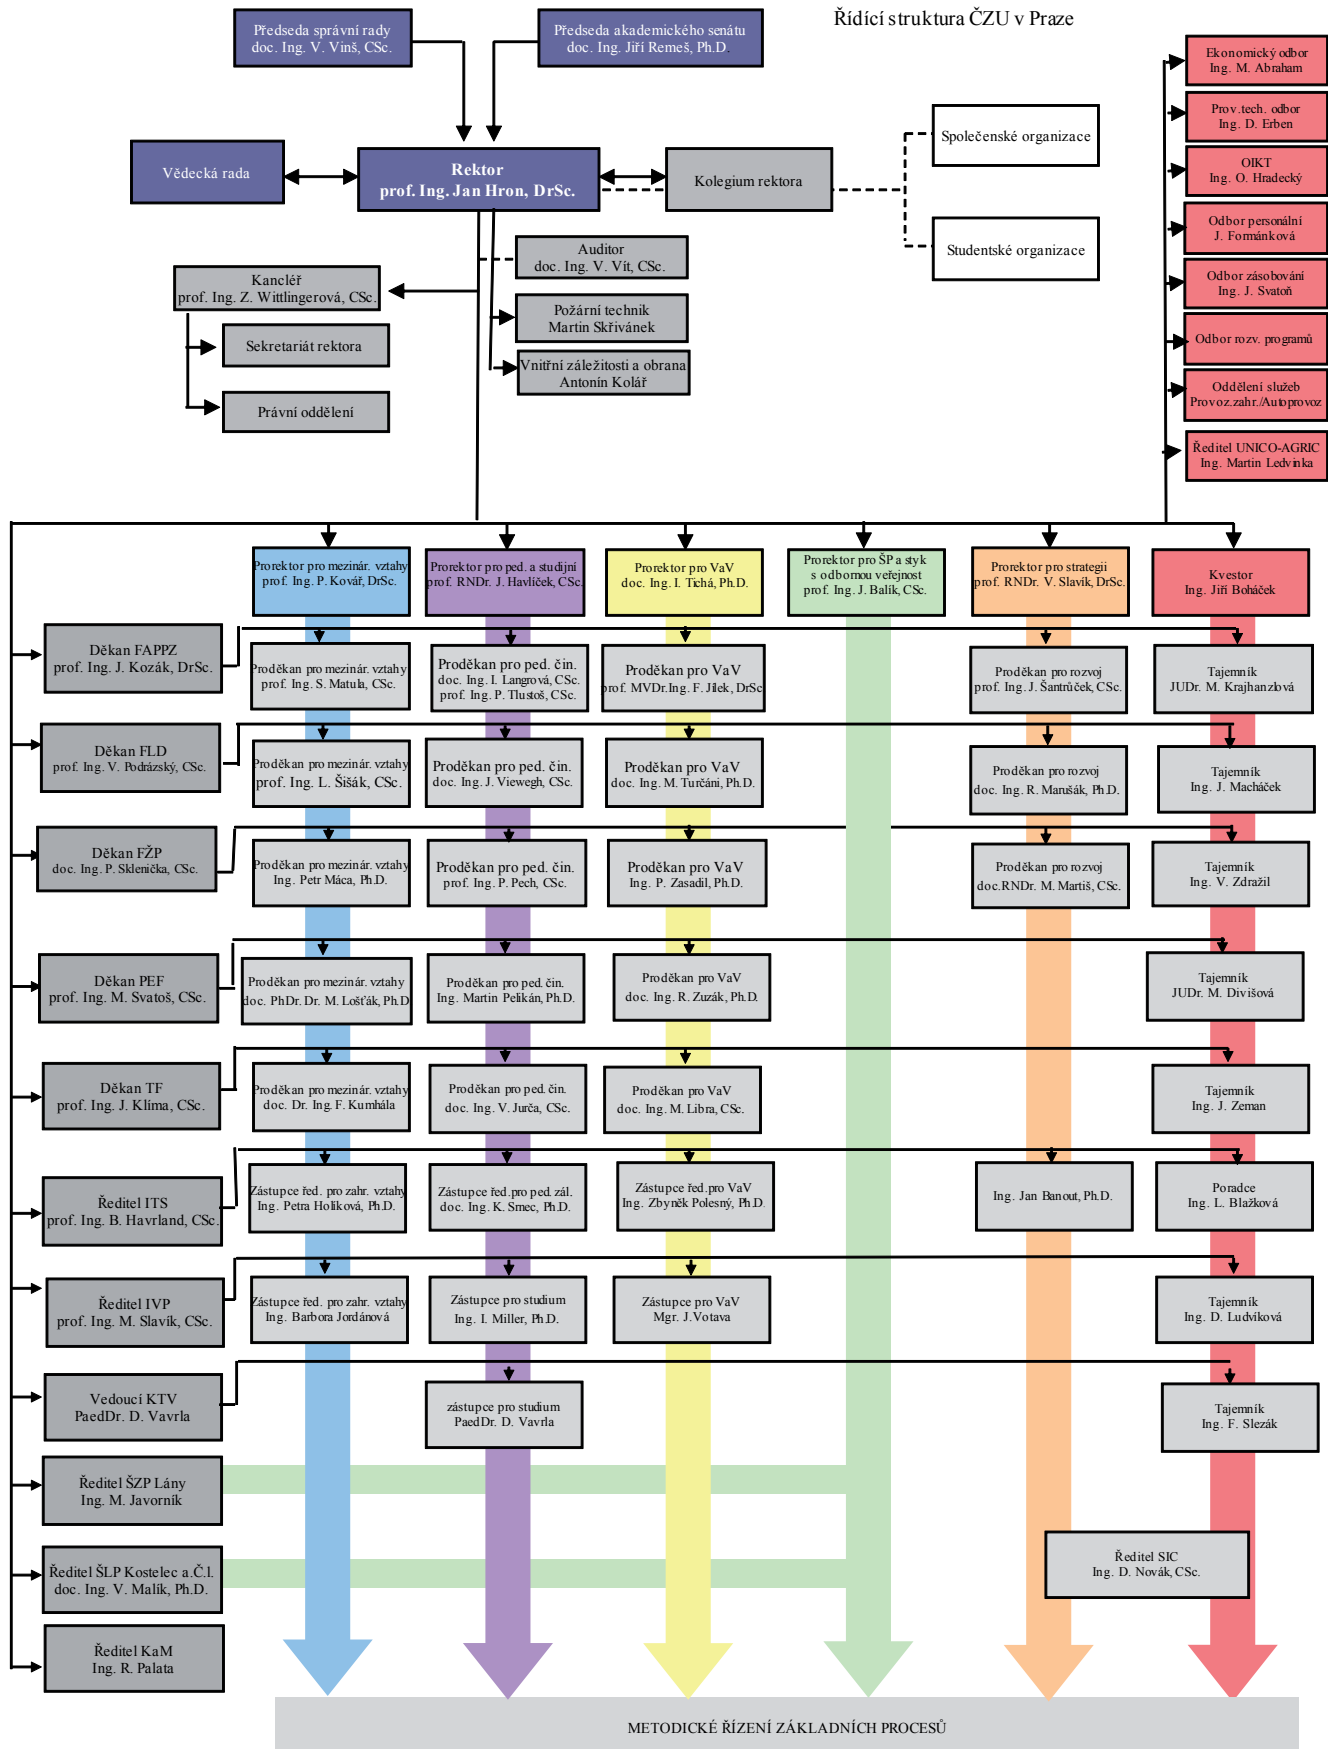 Řídící struktura ČZU v Praze
Předseda správní rady
doc. Ing. V. Vinš, CSc.
Předseda akademického senátu
doc. Ing. Jiří Remeš, Ph.D.
Ekonomický odbor
Ing. M. Abraham
Prov.tech. odbor
Ing. D. Erben
OIKT
Ing. O. Hradecký
Odbor personální
J. Formánková
Odbor zásobování
Ing. J. Svatoň
Odbor rozv. programů
Oddělení služeb
Provoz.zahr./Autoprovoz
Ředitel UNICO-AGRIC
Ing. Martin Ledvinka
Společenské organizace
Vědecká rada
Rektor
prof. Ing. Jan Hron, DrSc.
Kolegium rektora
Studentské organizace
Auditor
doc. Ing. V. Vít, CSc.
Kancléř
prof. Ing. Z. Wittlingerová, CSc.
Požární technik
Martin Skřivánek
Sekretariát rektora
Vnitřní záležitosti a obrana
Antonín Kolář
Právní oddělení
Prorektor pro mezinár. vztahy
prof. Ing. P. Kovář, DrSc.
Prorektor pro ped. a studijní
prof. RNDr. J. Havlíček, CSc.
Prorektor pro VaV
doc. Ing. I. Tichá, Ph.D.
Prorektor pro ŠP a styk
s odbornou veřejnost
prof. Ing. J. Balík, CSc.
Prorektor pro strategii
prof. RNDr. V. Slavík, DrSc.
Kvestor
Ing. Jiří Boháček
Děkan FAPPZ
prof. Ing. J. Kozák, DrSc.
Proděkan pro mezinár. vztahy
prof. Ing. S. Matula, CSc.
Proděkan pro ped. čin.
doc. Ing. I. Langrová, CSc.
prof. Ing. P. Tlustoš, CSc.
Proděkan pro VaV
prof. MVDr.Ing. F. Jílek, DrSc
Proděkan pro rozvoj
prof. Ing. J. Šantrůček, CSc.
Tajemník
JUDr. M. Krajhanzlová
Děkan FLD
prof. Ing. V. Podrázský, CSc.
Proděkan pro mezinár. vztahy
prof. Ing. L. Šišák, CSc.
Proděkan pro ped. čin.
doc. Ing. J. Viewegh, CSc.
Proděkan pro VaV
doc. Ing. M. Turčáni, Ph.D.
Proděkan pro rozvoj
doc. Ing. R. Marušák, Ph.D.
Tajemník
Ing. J. Macháček
Děkan FŽP
doc. Ing. P. Sklenička, CSc.
Proděkan pro mezinár. vztahy
Ing. Petr Máca, Ph.D.
Proděkan pro ped. čin.
prof. Ing. P. Pech, CSc.
Proděkan pro VaV
Ing. P. Zasadil, Ph.D.
Proděkan pro rozvoj
doc.RNDr. M. Martiš, CSc.
Tajemník
Ing. V. Zdražil
Děkan PEF
prof. Ing. M. Svatoš, CSc.
Proděkan pro mezinár. vztahy
doc. PhDr. Dr. M. Lošťák, Ph.D
Proděkan pro ped. čin.
Ing. Martin Pelikán, Ph.D.
Proděkan pro VaV
doc. Ing. R. Zuzák, Ph.D.
Tajemník
JUDr. M. Divišová
Děkan TF
prof. Ing. J. Klíma, CSc.
Proděkan pro mezinár. vztahy
doc. Dr. Ing. F. Kumhála
Proděkan pro ped. čin.
doc. Ing. V. Jurča, CSc.
Proděkan pro VaV
doc. Ing. M. Libra, CSc.
Tajemník
Ing. J. Zeman
Ředitel ITS
prof. Ing. B. Havrland, CSc.
Zástupce řed. pro zahr. vztahy
Ing. Petra Holíková, Ph.D.
Zástupce řed.pro ped. zál.
doc. Ing. K. Srnec, Ph.D.
Zástupce řed.pro VaV
Ing. Zbyněk Polesný, Ph.D.
Ing. Jan Banout, Ph.D.
Poradce
Ing. L. Blažková
Ředitel IVP
prof. Ing. M. Slavík, CSc.
Zástupce řed. pro zahr. vztahy
Ing. Barbora Jordánová
Zástupce pro studium
Ing. I. Miller, Ph.D.
Zástupce pro VaV
Mgr. J.Votava
Tajemník
Ing. D. Ludvíková
Vedoucí KTV
PaedDr. D. Vavrla
zástupce pro studium
PaedDr. D. Vavrla
Tajemník
Ing. F. Slezák
Ředitel ŠZP Lány
Ing. M. Javorník
Ředitel ŠLP Kostelec a.Č.l.
doc. Ing. V. Malík, Ph.D.
Ředitel SIC
Ing. D. Novák, CSc.
Ředitel KaM
Ing. R. Palata
METODICKÉ ŘÍZENÍ ZÁKLADNÍCH PROCESŮ